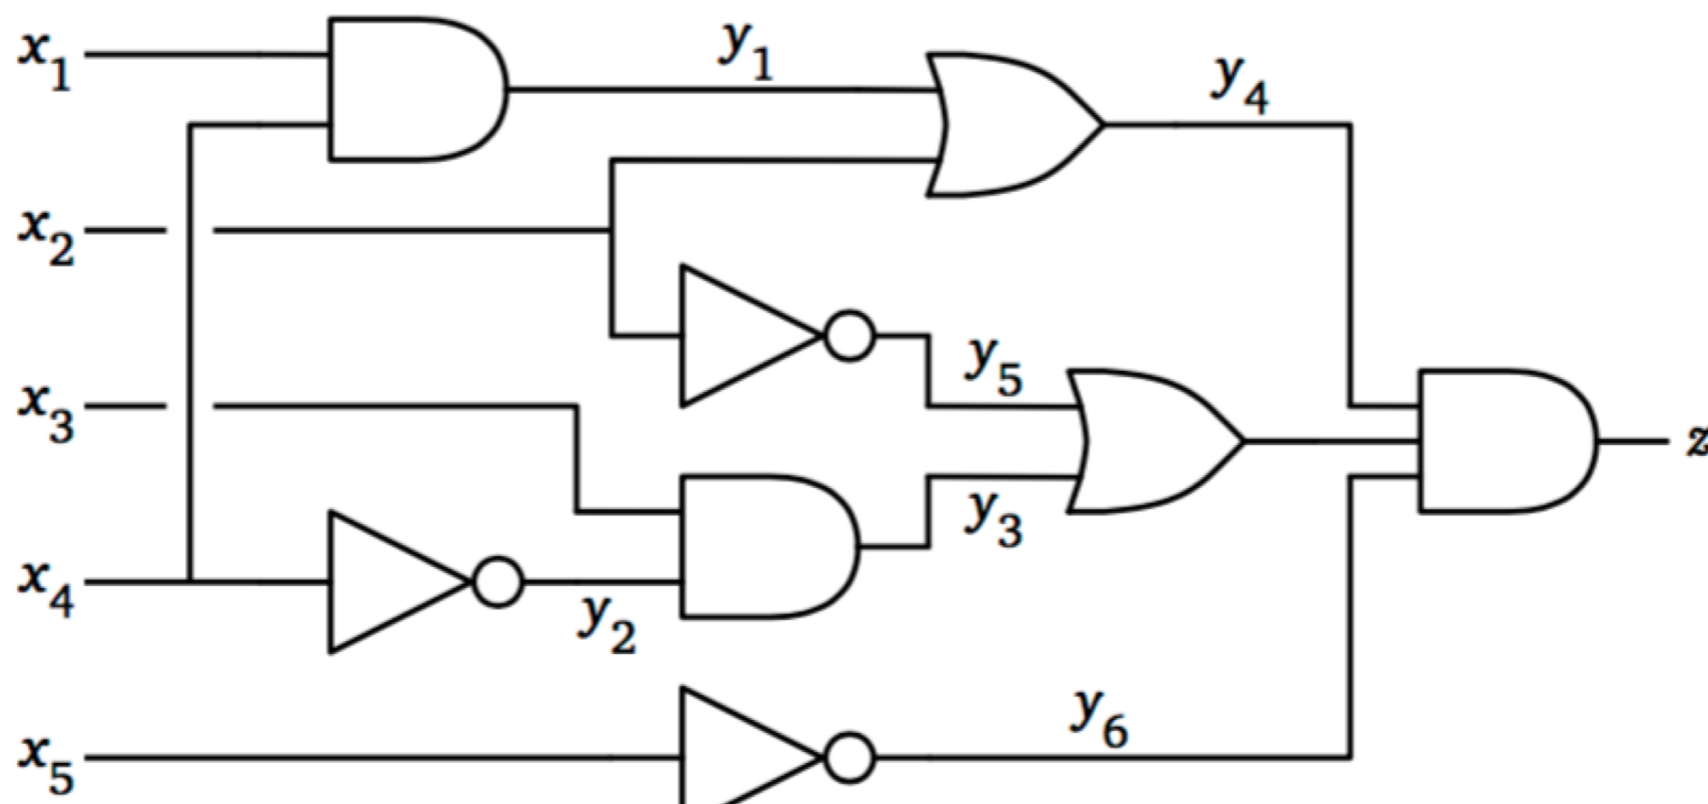 x₁
y₁
y₄
x₂
y₅
x₃
z
y₃
x₄
y₂
y₆
x₅